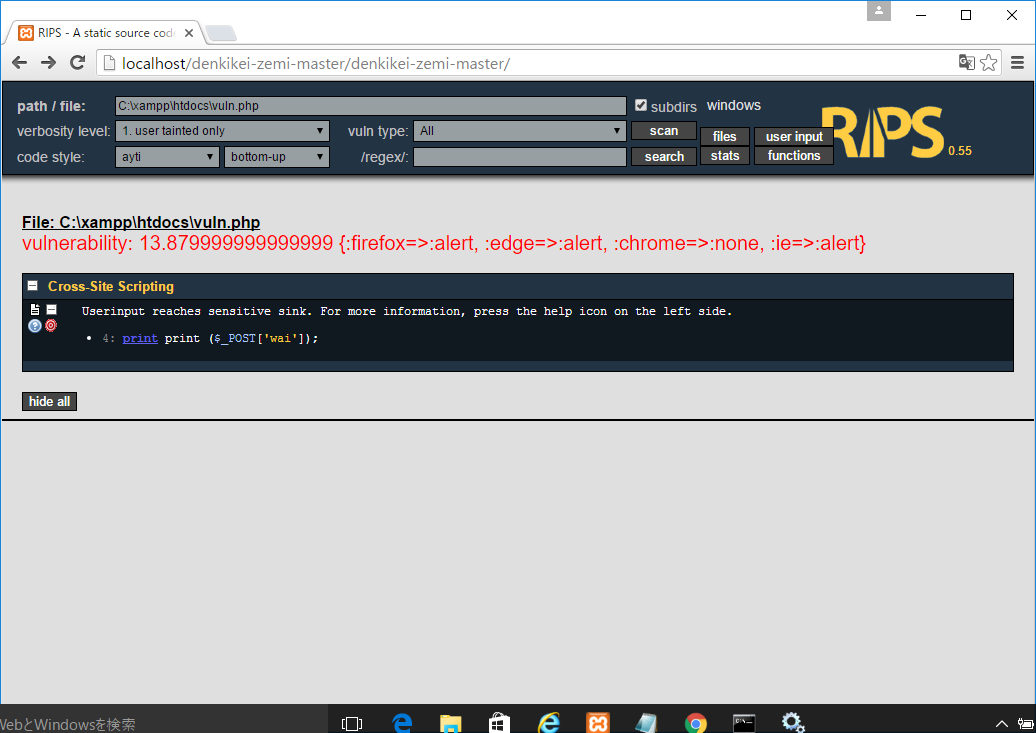 RIPS - A static source cod
localhost/denkikei-zemi-master/denkikei-zemi-master/
path / file: C:\xampp\htdocs\vuln.php subdirs windows
verbosity level: 1. user tainted only vuln type: All scan files user input
code style: ayti bottom-up /regex/: search stats functions
RIPS 0.55
File: C:\xampp\htdocs\vuln.php
vulnerability: 13.879999999999999 {:firefox=>:alert, :edge=>:alert, :chrome=>:none, :ie=>:alert}
Cross-Site Scripting
Userinput reaches sensitive sink. For more information, press the help icon on the left side.
4: print print ($_POST['wai']);
hide all
WebとWindowsを検索